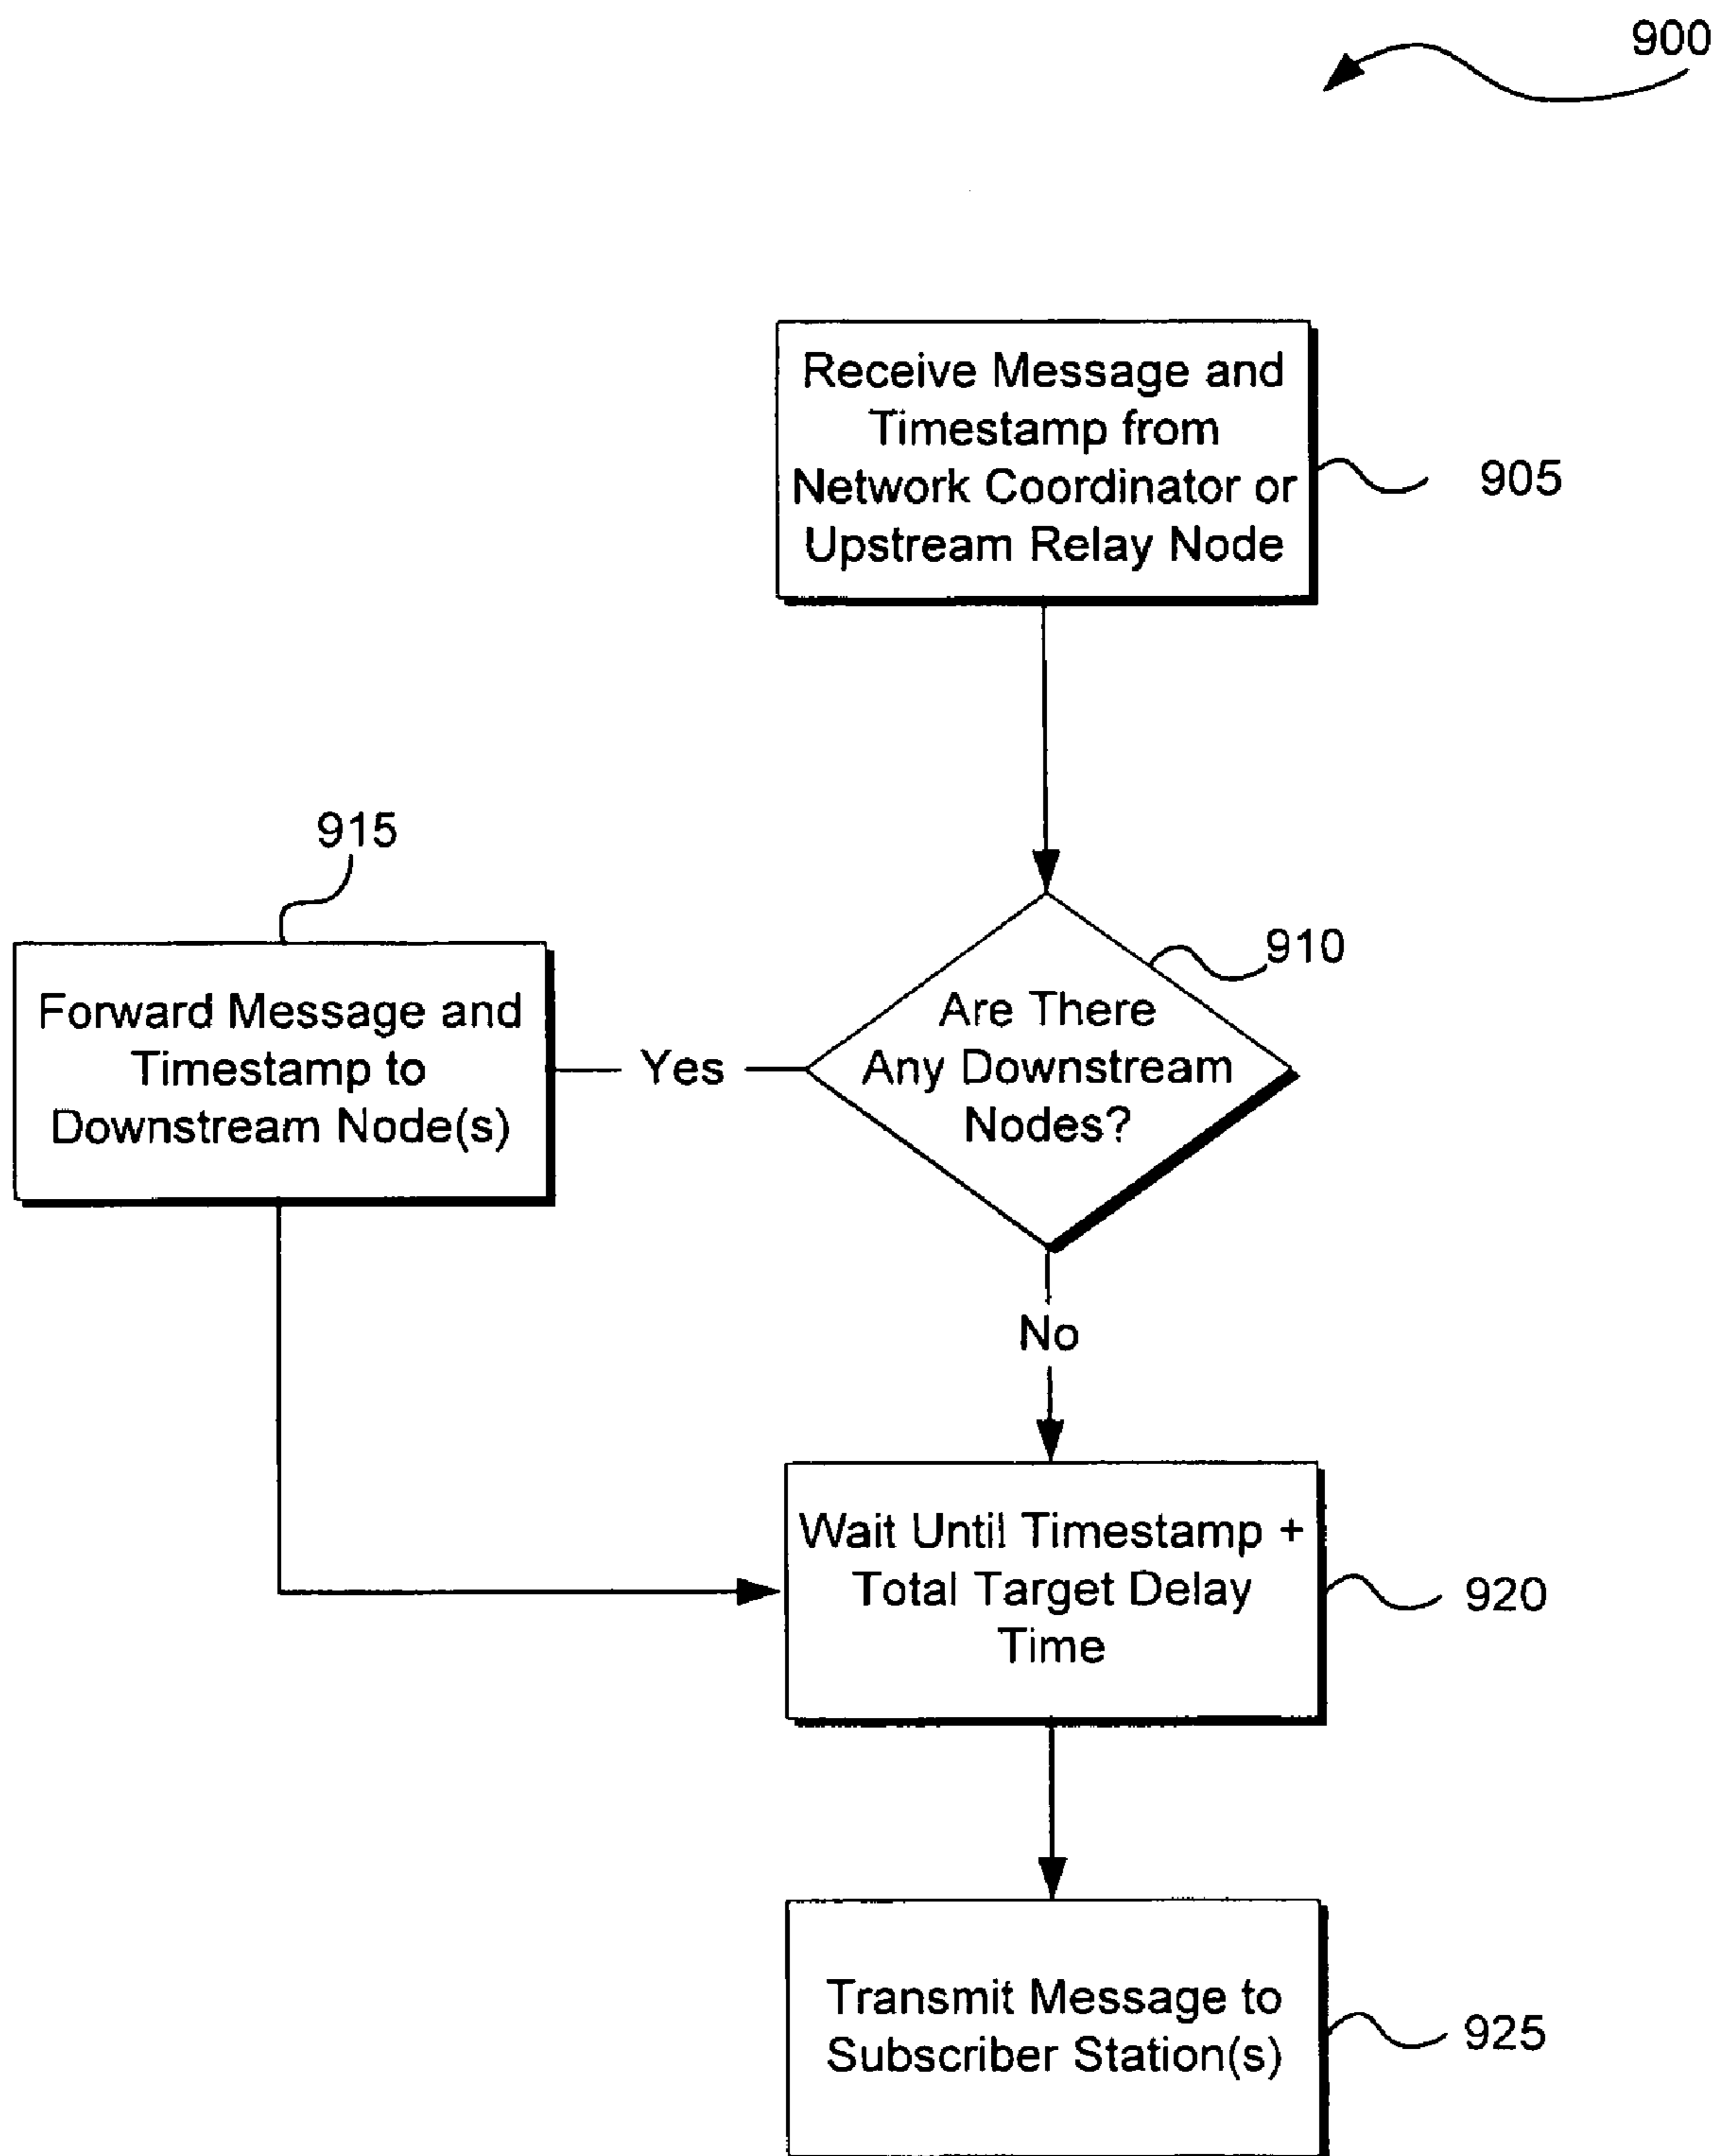 900
Receive Message and
Timestamp from
Network Coordinator or
Upstream Relay Node
905
915
910
Forward Message and
Timestamp to
Downstream Node(s)
Yes
Are There
Any Downstream
Nodes?
No
Wait Until Timestamp +
Total Target Delay
Time
920
Transmit Message to
Subscriber Station(s)
925